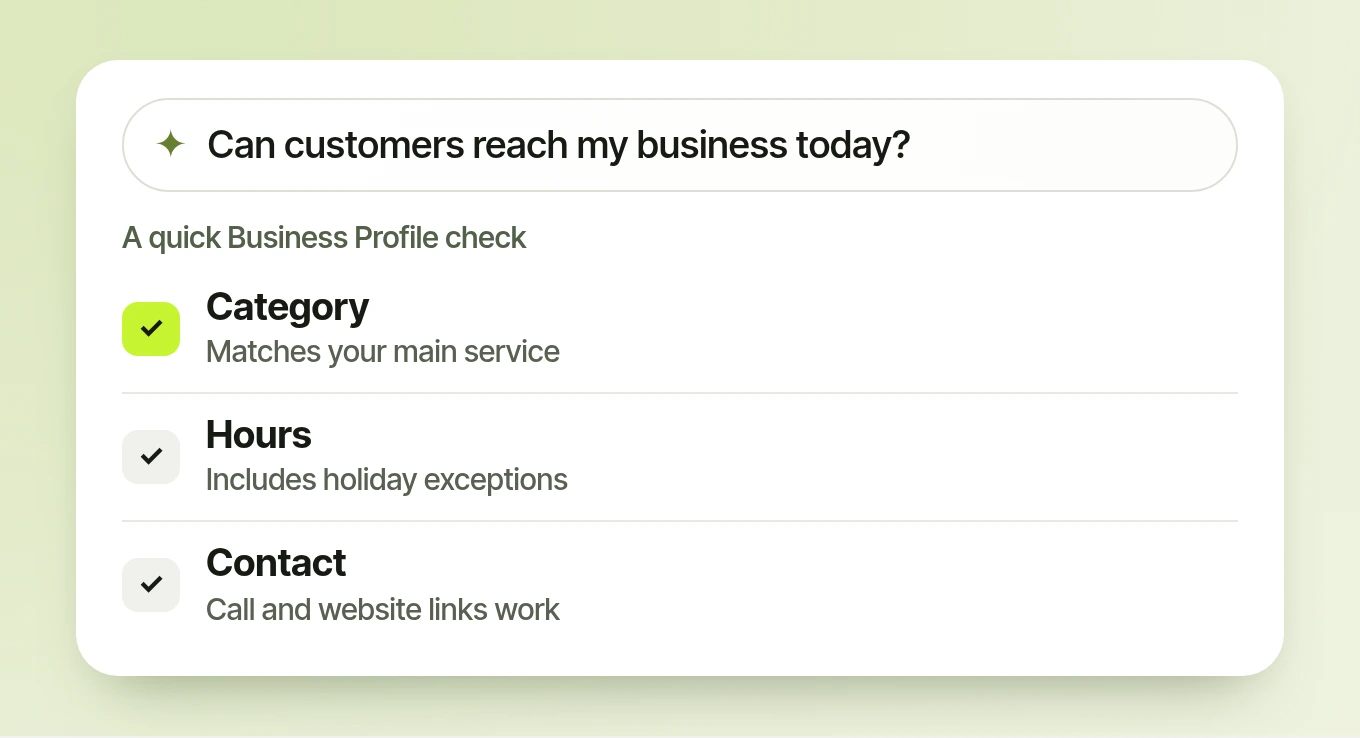 Can customers reach my business today?
A quick Business Profile check
Category
Matches your main service
Hours
Includes holiday exceptions
Contact
Call and website links work